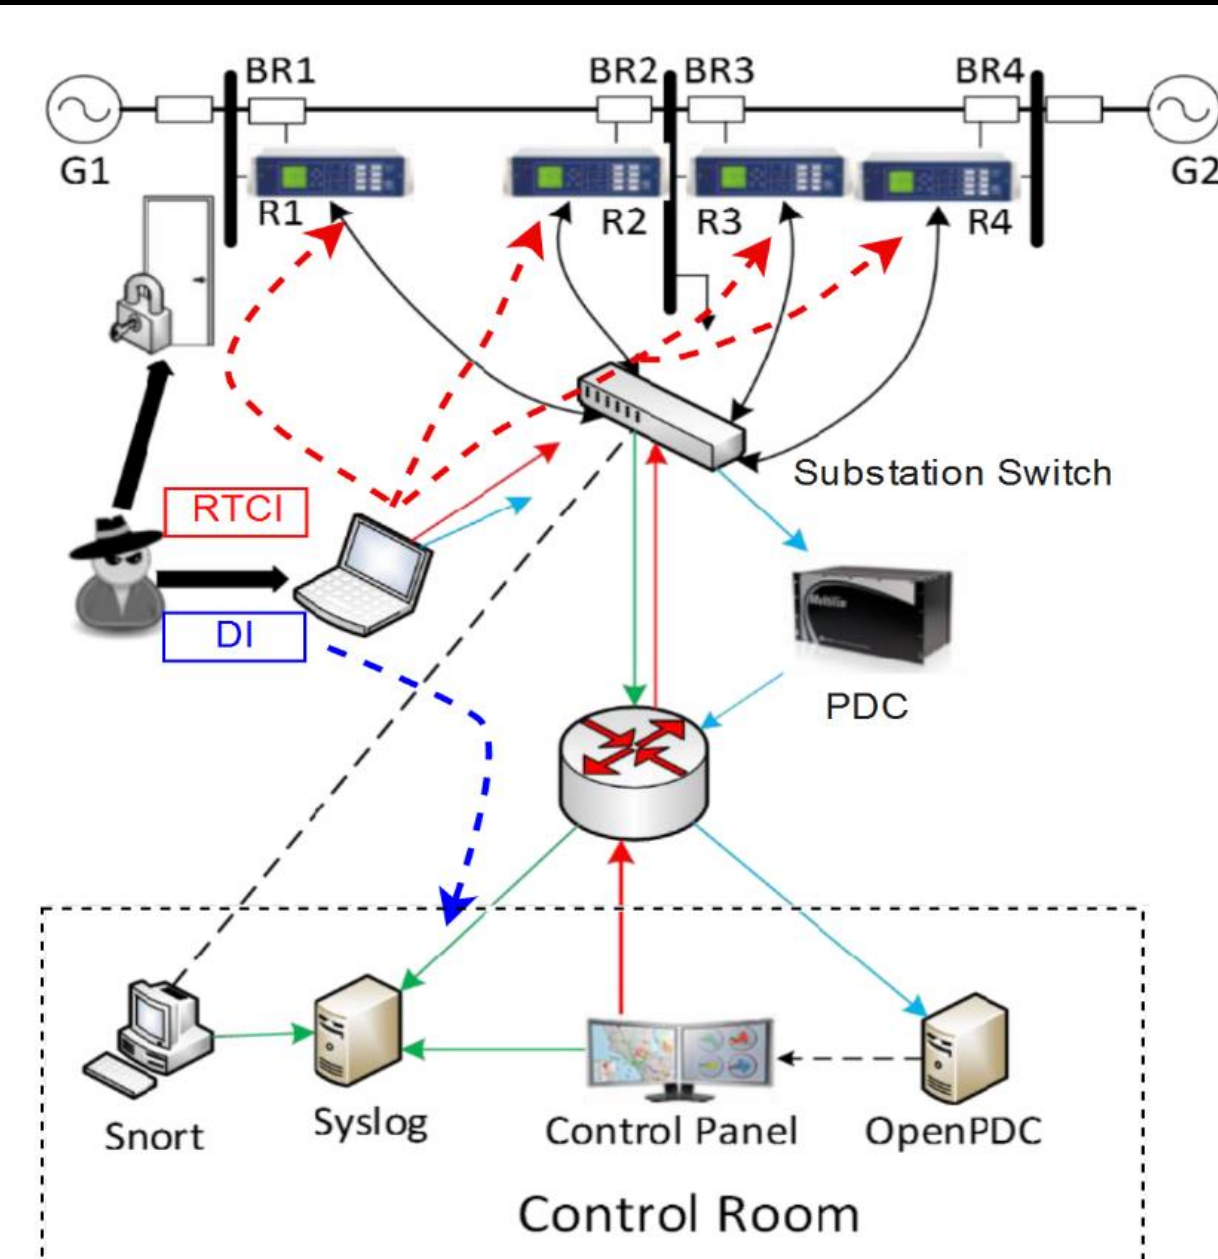 BR1
BR2
BR3
BR4
G1
G2
R1
R2
R3
R4
Substation Switch
RTCI
DI
PDC
Snort
Syslog
Control Panel
OpenPDC
Control Room